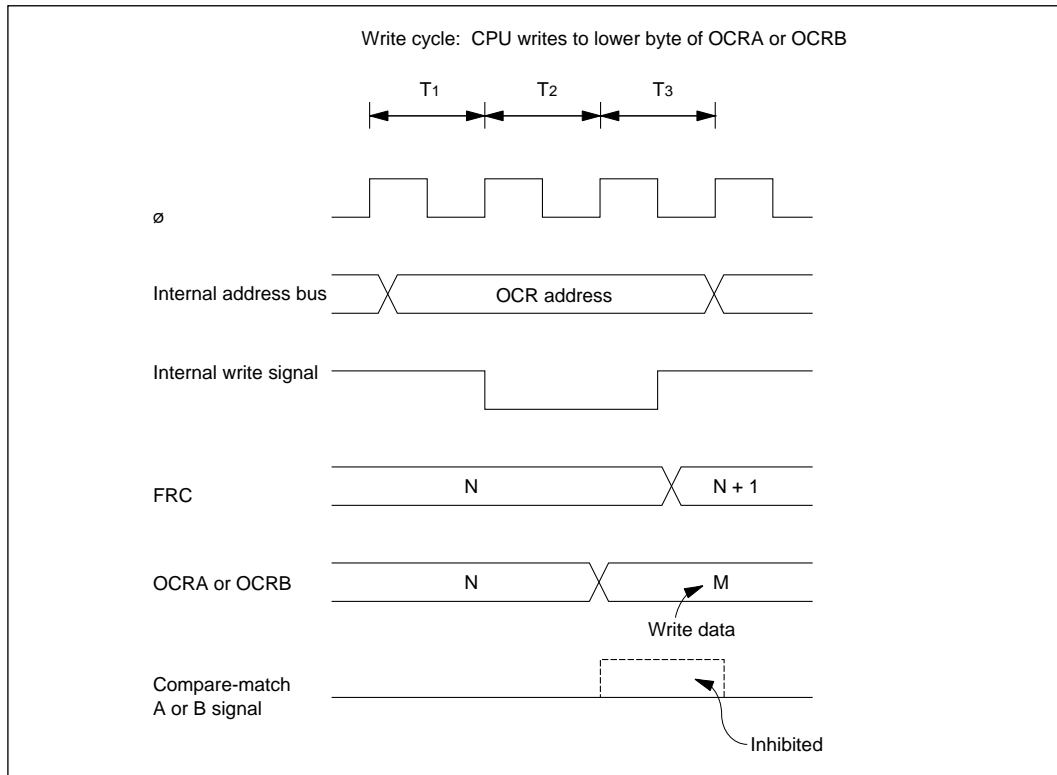 Write cycle: CPU writes to lower byte of OCRA or OCRB
T1 T2 T3
ø
Internal address bus
OCR address
Internal write signal
FRC
N
N + 1
OCRA or OCRB
N
M
Write data
Compare-match
A or B signal
Inhibited